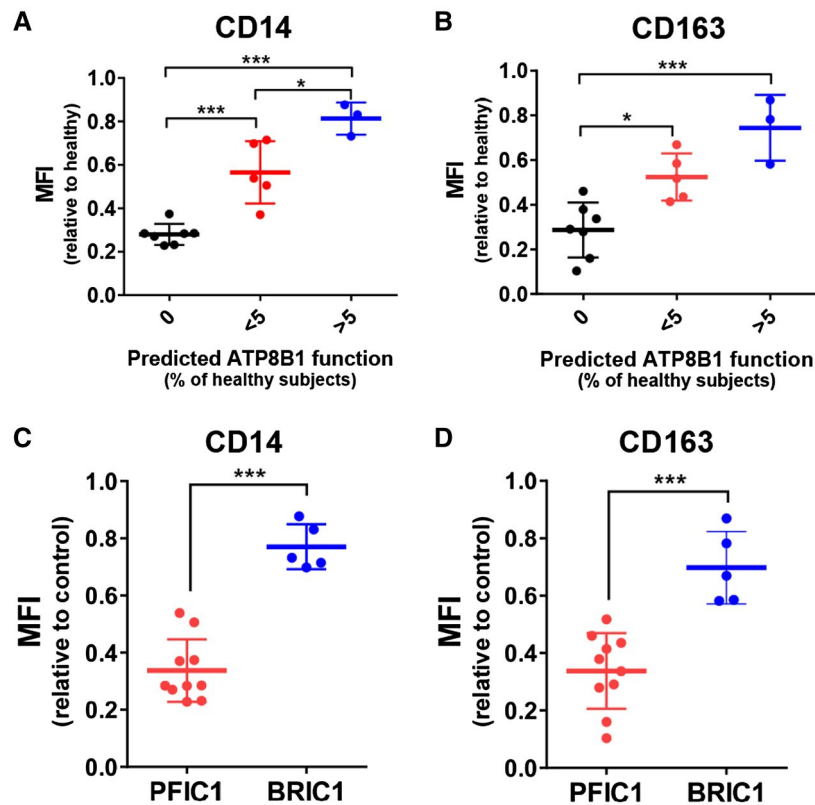 A
CD14
MFI
(relative to healthy)
1.0
0.8
0.6
0.4
0.2
0.0
***
***
*
0
<5
>5
Predicted ATP8B1 function
(% of healthy subjects)
B
CD163
MFI
(relative to healthy)
1.0
0.8
0.6
0.4
0.2
0.0
***
*
0
<5
>5
Predicted ATP8B1 function
(% of healthy subjects)
C
CD14
MFI
(relative to control)
1.0
0.8
0.6
0.4
0.2
0.0
***
PFIC1 BRIC1
D
CD163
MFI
(relative to control)
1.0
0.8
0.6
0.4
0.2
0.0
***
PFIC1 BRIC1